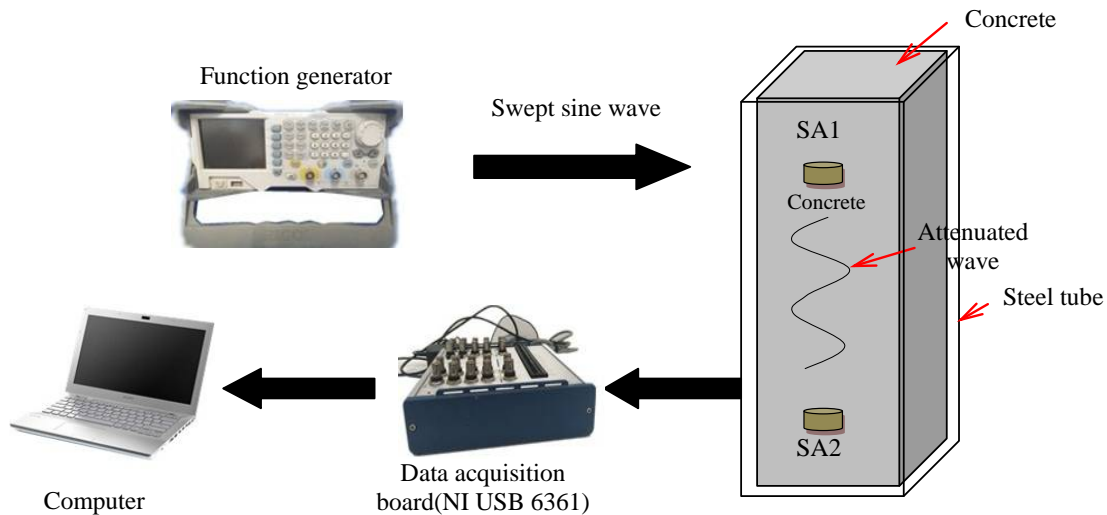 Concrete
Function generator
Swept sine wave
SA1
Concrete
Attenuated
wave
Steel tube
SA2
Data acquisition
board(NI USB 6361)
Computer